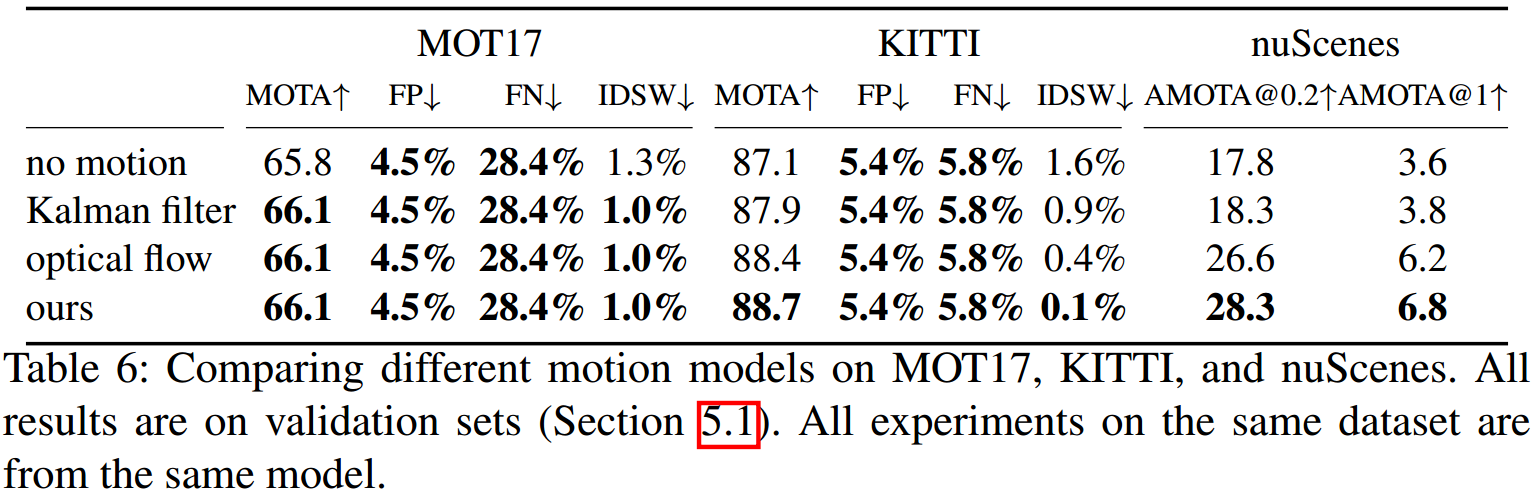 MOT17 KITTI nuScenes
MOTA↑ FP↓ FN↓ IDSW↓ MOTA↑ FP↓ FN↓ IDSW↓ AMOTA@0.2↑AMOTA@1↑
no motion 65.8 4.5% 28.4% 1.3% 87.1 5.4% 5.8% 1.6% 17.8 3.6
Kalman filter 66.1 4.5% 28.4% 1.0% 87.9 5.4% 5.8% 0.9% 18.3 3.8
optical flow 66.1 4.5% 28.4% 1.0% 88.4 5.4% 5.8% 0.4% 26.6 6.2
ours 66.1 4.5% 28.4% 1.0% 88.7 5.4% 5.8% 0.1% 28.3 6.8
Table 6: Comparing different motion models on MOT17, KITTI, and nuScenes. All
results are on validation sets (Section 5.1). All experiments on the same dataset are
from the same model.